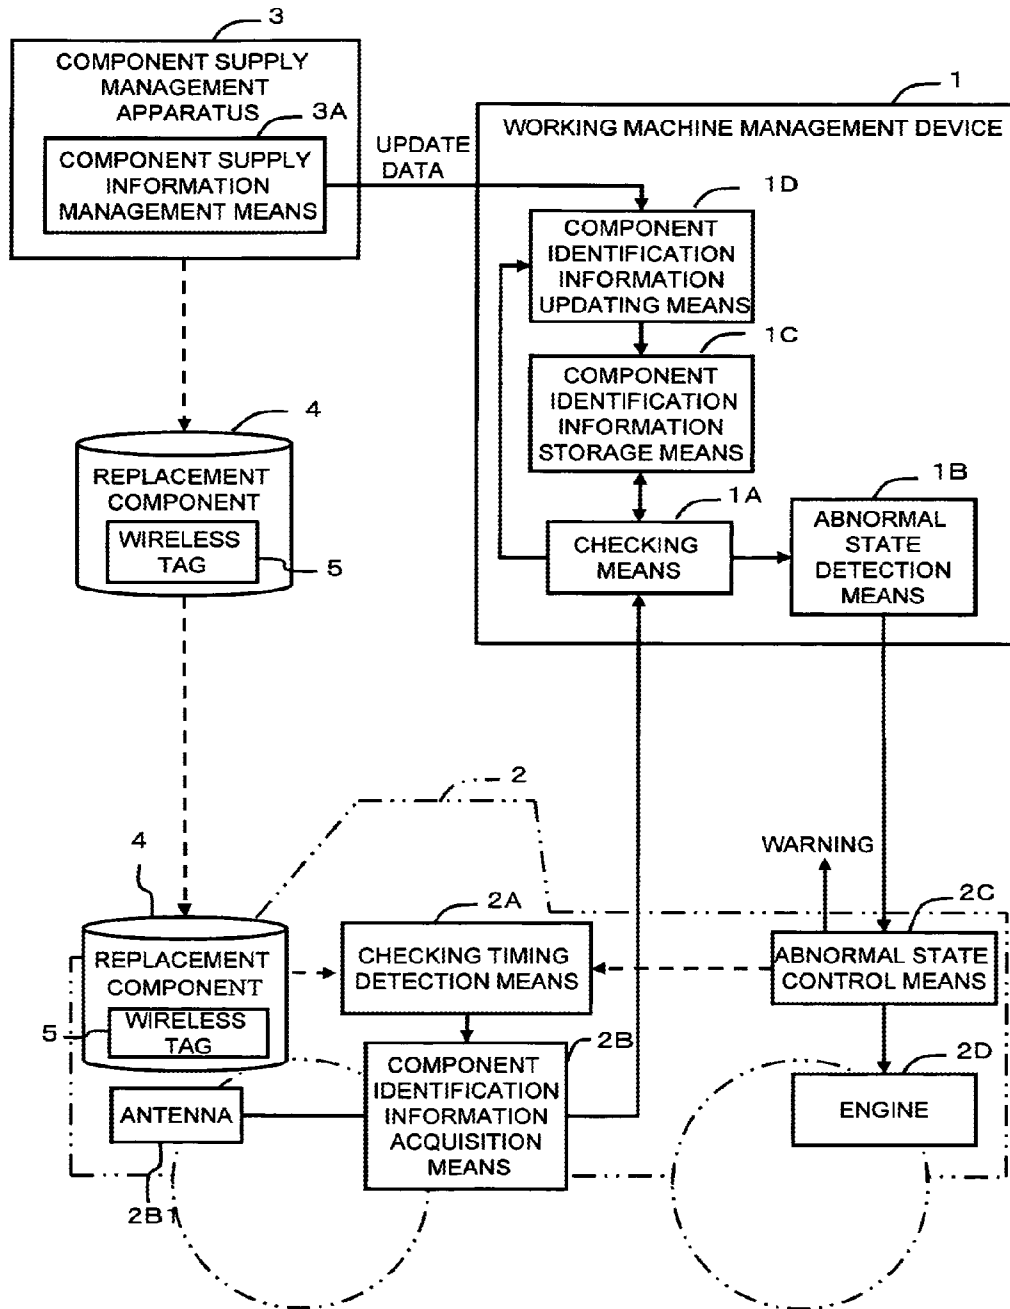 3
COMPONENT SUPPLY
MANAGEMENT
APPARATUS
3A
COMPONENT SUPPLY
INFORMATION
MANAGEMENT MEANS
UPDATE
DATA
1
WORKING MACHINE MANAGEMENT DEVICE
1D
COMPONENT
IDENTIFICATION
INFORMATION
UPDATING MEANS
1C
COMPONENT
IDENTIFICATION
INFORMATION
STORAGE MEANS
1A
CHECKING
MEANS
1B
ABNORMAL
STATE
DETECTION
MEANS
4
REPLACEMENT
COMPONENT
WIRELESS
TAG
5
2
WARNING
4
REPLACEMENT
COMPONENT
WIRELESS
TAG
5
2A
CHECKING TIMING
DETECTION MEANS
2C
ABNORMAL STATE
CONTROL MEANS
2B
COMPONENT
IDENTIFICATION
INFORMATION
ACQUISITION
MEANS
2D
ENGINE
ANTENNA
2B1